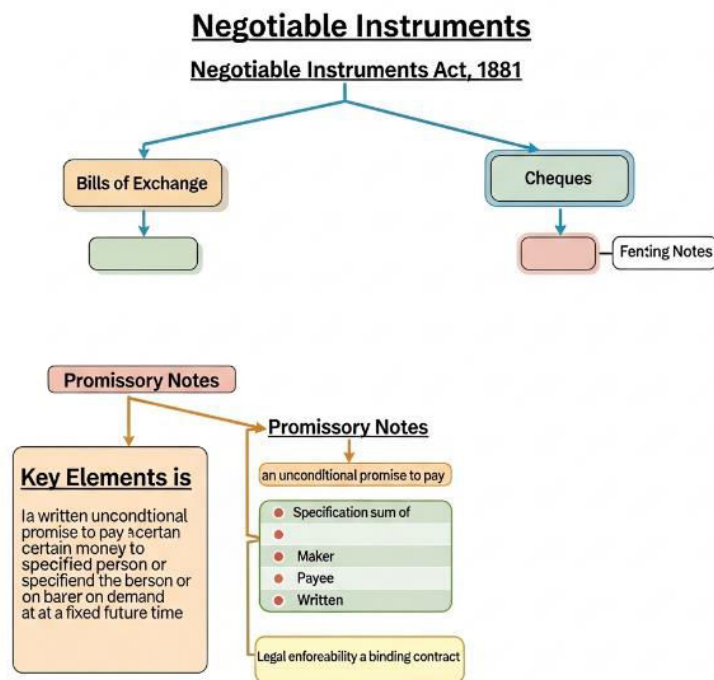 Negotiable Instruments
Negotiable Instruments Act, 1881
Bills of Exchange
Cheques
Fenting Notes
Promissory Notes
Promissory Notes
an unconditional promise to pay
Key Elements is
la written uncondtional
promise to pay acertan
certain money to
specified person or
specifiend the berson or
on barer on demand
at at a fixed future time
Specification sum of
Maker
Payee
Written
Legal enforeability a binding contract